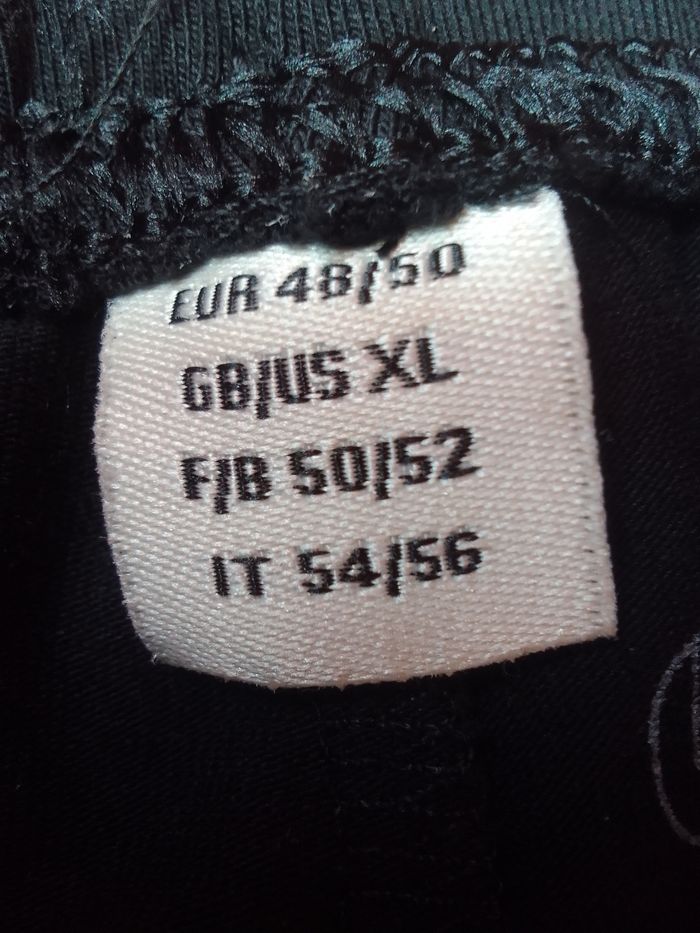 EUR 48/50
GB/US XL
F/B 50/52
IT 54/56